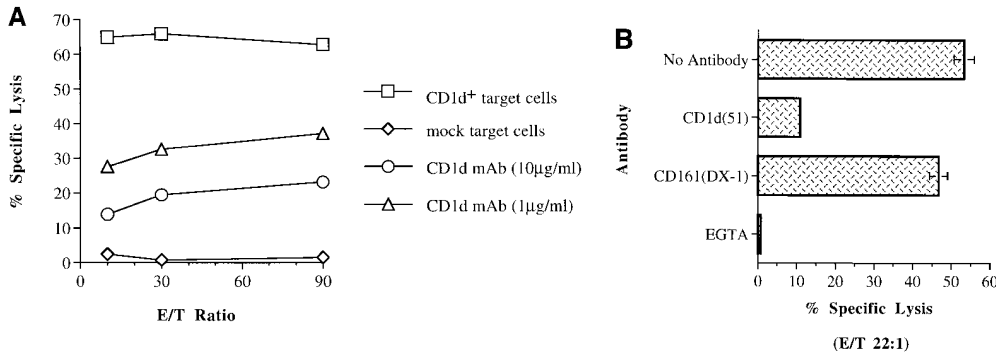 A
% Specific Lysis
70
60
50
40
30
20
10
0
0
30
60
90
E/T Ratio
CD1d+ target cells
mock target cells
CD1d mAb (10µg/ml)
CD1d mAb (1µg/ml)
B
Antibody
No Antibody
CD1d(51)
CD161(DX-1)
EGTA
0
10
20
30
40
50
60
% Specific Lysis
(E/T 22:1)